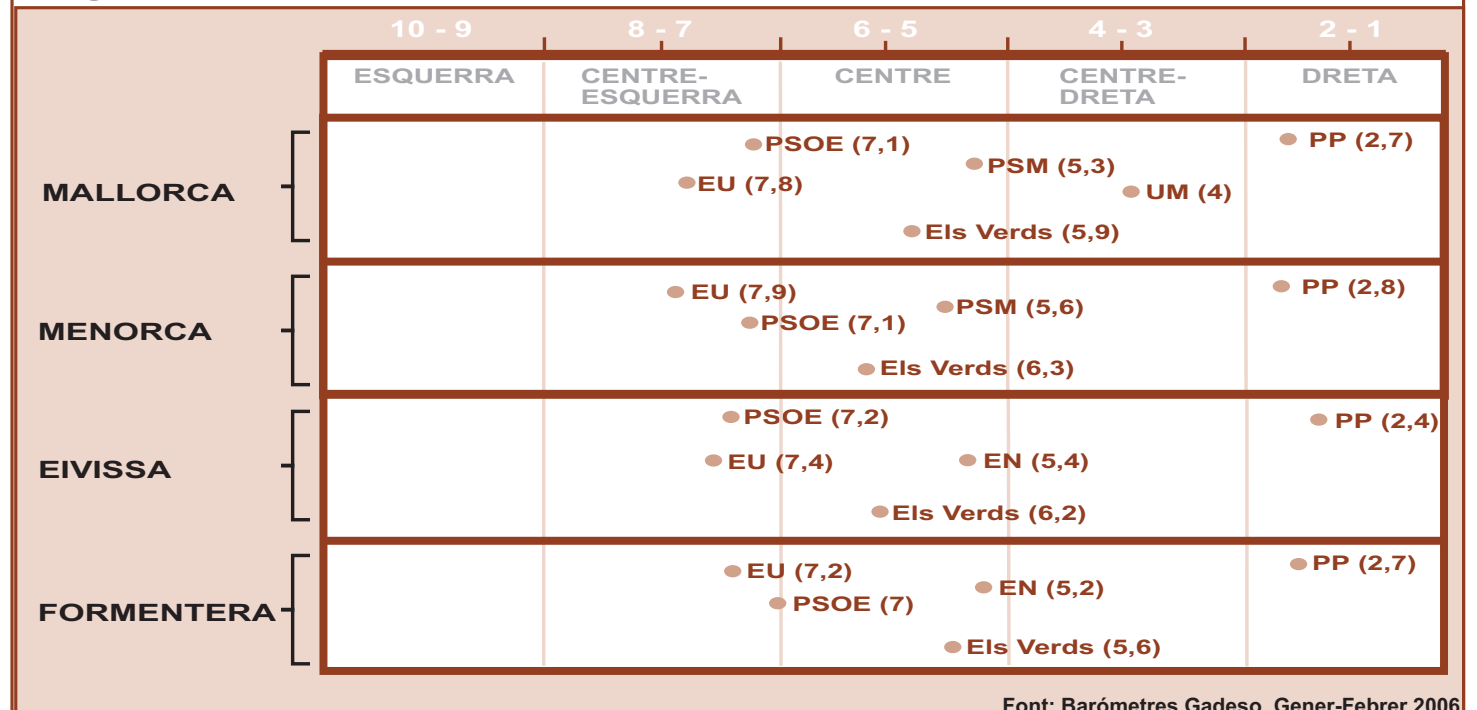 10 - 9 8 - 7 6 - 5 4 - 3 2 - 1
ESQUERRA CENTRE- CENTRE CENTRE- DRETA
ESQUERRA DRETA
MALLORCA
PSOE (7,1)
PP (2,7)
PSM (5,3)
EU (7,8)
UM (4)
Els Verds (5,9)
MENORCA
EU (7,9)
PP (2,8)
PSM (5,6)
PSOE (7,1)
Els Verds (6,3)
EIVISSA
PSOE (7,2)
PP (2,4)
EU (7,4)
EN (5,4)
Els Verds (6,2)
FORMENTERA
EU (7,2)
PP (2,7)
EN (5,2)
PSOE (7)
Els Verds (5,6)
Font: Barómetres Gadeso. Gener-Febrer 2006